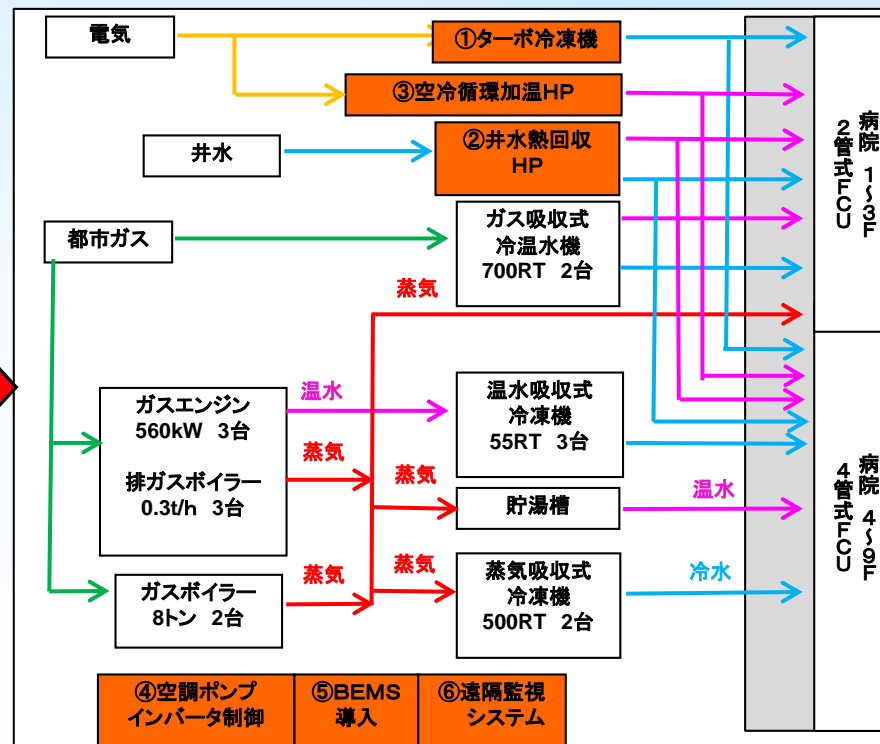 電気
①ターボ冷凍機
③空冷循環加温HP
井水
②井水熱回収
HP
都市ガス
ガス吸収式
冷温水機
700RT 2台
蒸気
病院 1~3F
2管式FCU
ガスエンジン
560kW 3台
排ガスボイラー
0.3t/h 3台
温水
蒸気
温水吸収式
冷凍機
55RT 3台
蒸気
貯湯槽
温水
ガスボイラー
8トン 2台
蒸気
蒸気
蒸気吸収式
冷凍機
500RT 2台
冷水
病院 4~9F
4管式FCU
④空調ポンプ
インバータ制御
⑤BEMS
導入
⑥遠隔監視
システム